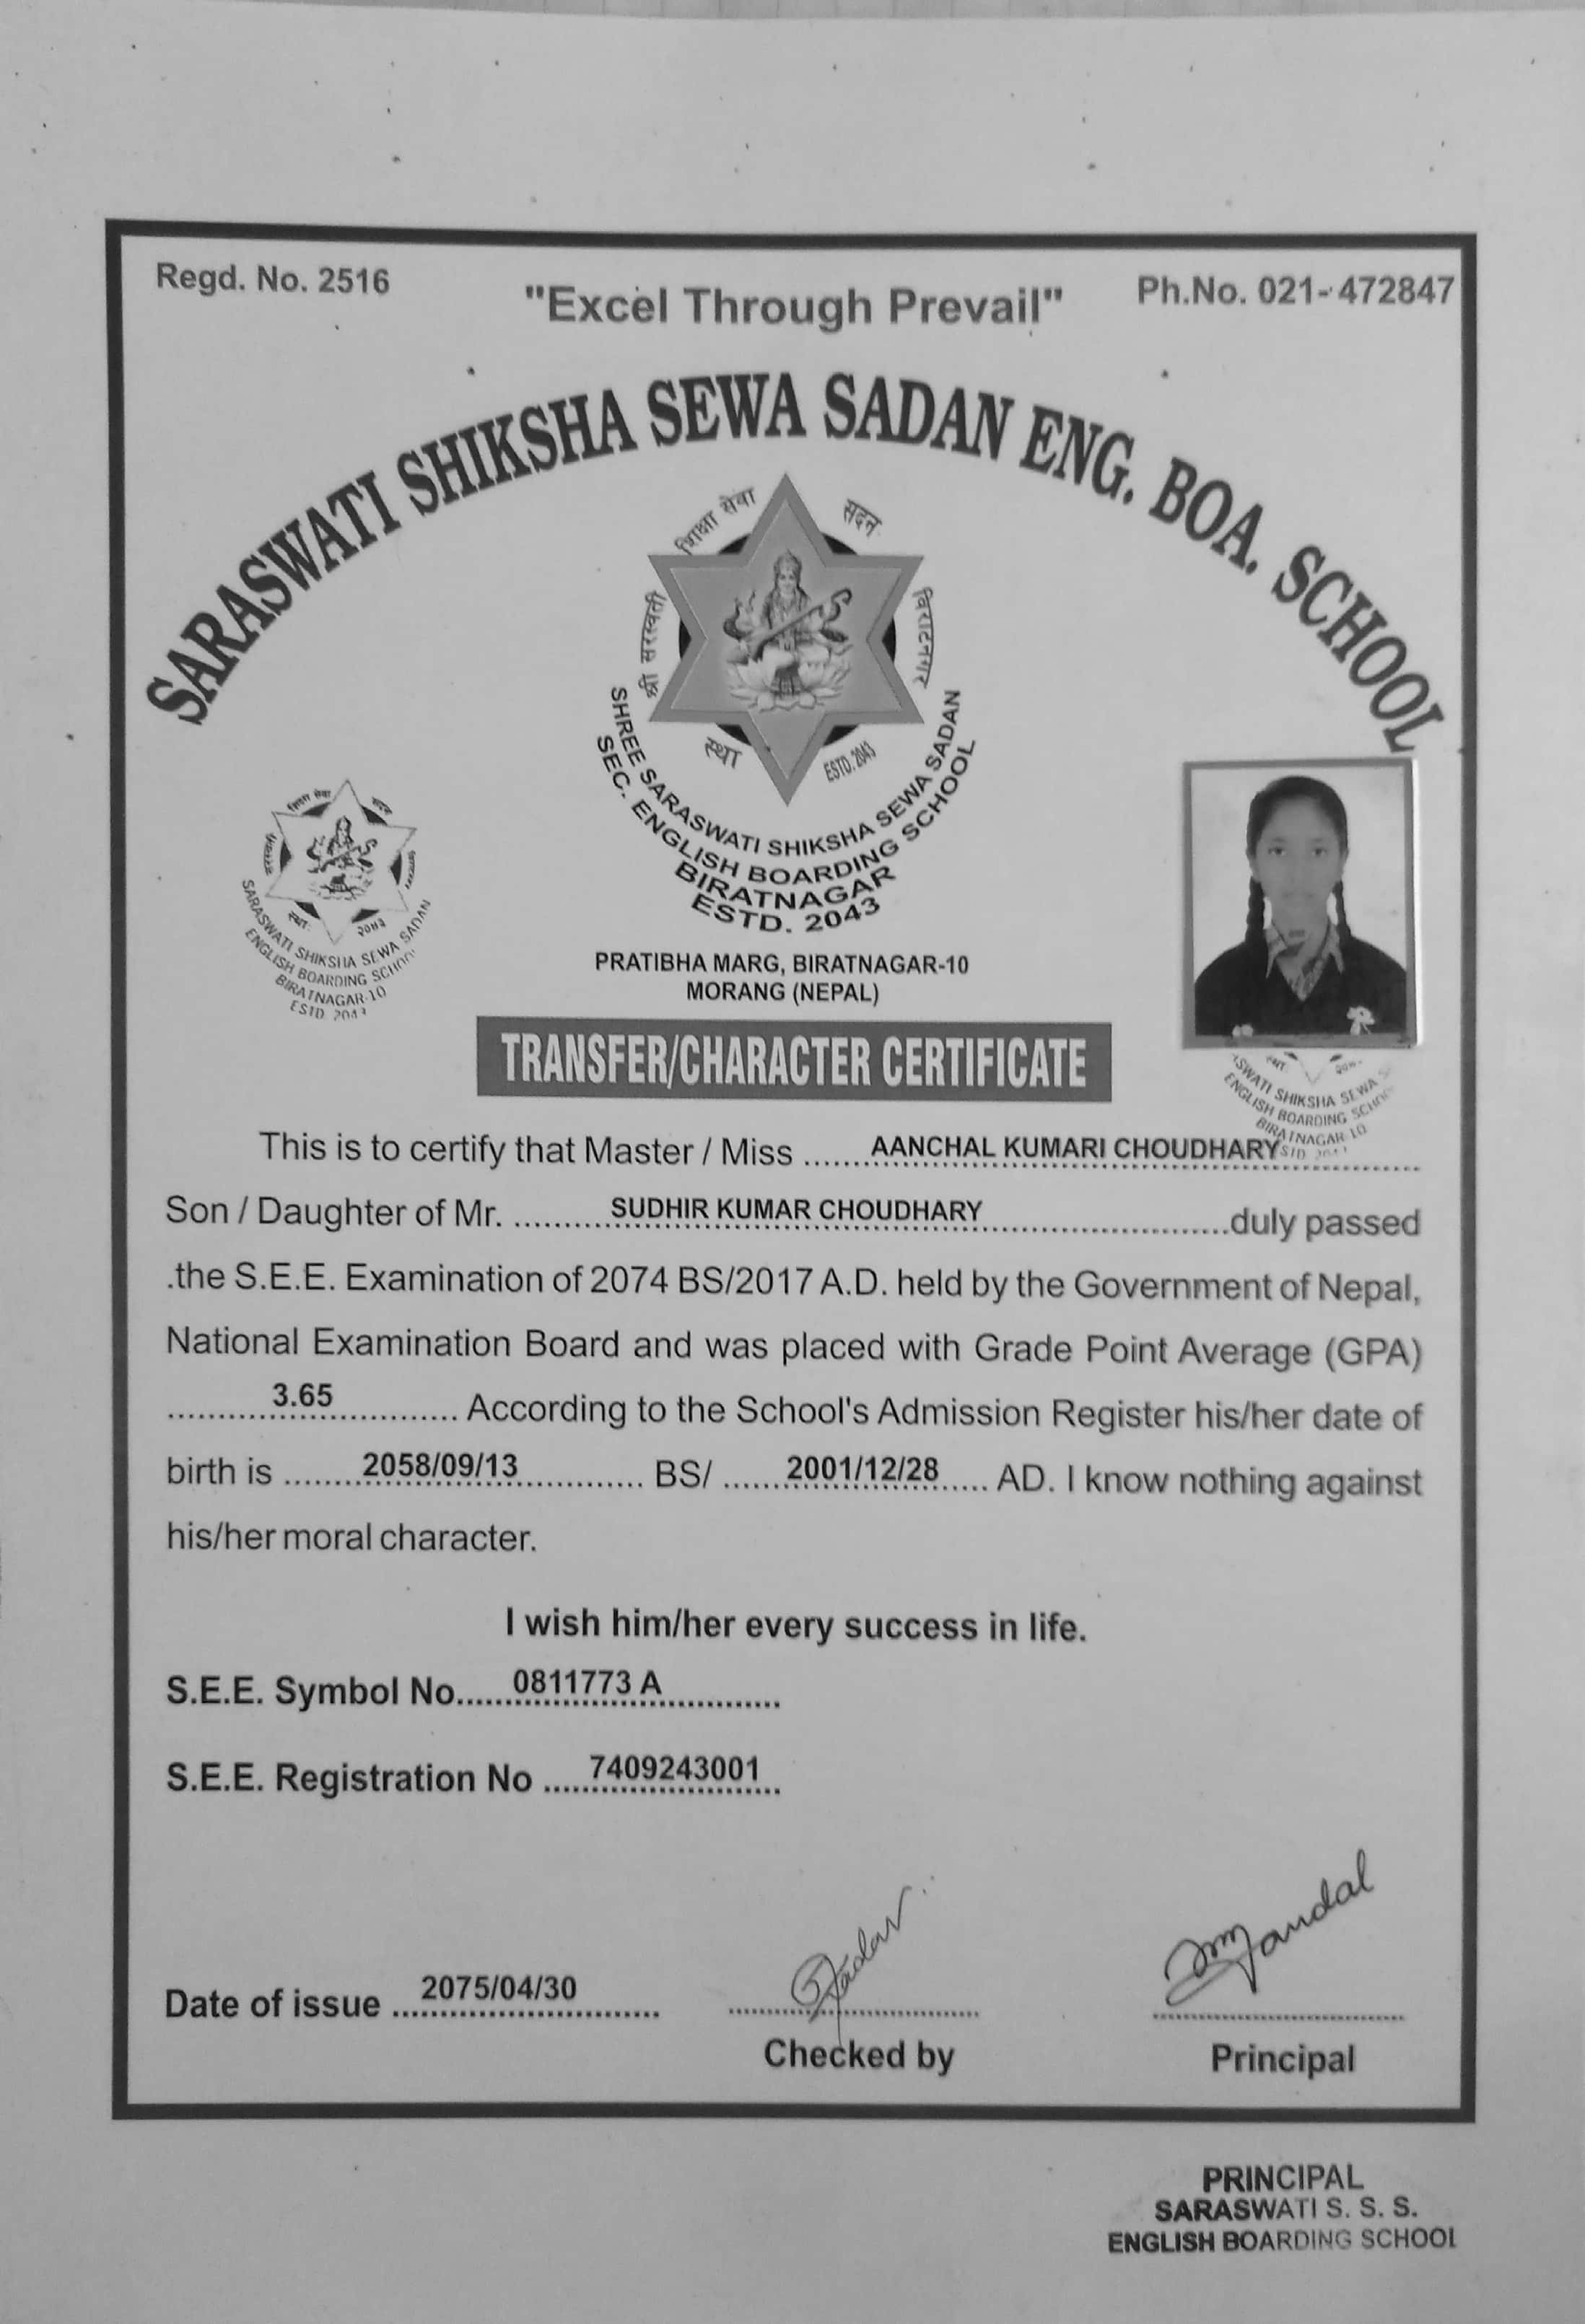 Regd. No. 2516
"Excel Through Prevail"
Ph.No. 021-472847
SARASWATI SHIKSHA SEWA SADAN ENG. BOA. SCHOOL
श्री सरस्वती शिक्षा सेवा सदन विराटनगर
स्था ESTD. 2043
SHREE SARASWATI SHIKSHA SEWA SADAN
SEC. ENGLISH BOARDING SCHOOL
BIRATNAGAR
ESTD. 2043
शिक्षा सेवा सदन
स्था २०४३
SARASWATI SHIKSHA SEWA SADAN
ENGLISH BOARDING SCHOOL
BIRATNAGAR-10
ESTD. 2043
PRATIBHA MARG, BIRATNAGAR-10
MORANG (NEPAL)
TRANSFER/CHARACTER CERTIFICATE
ASWATI SHIKSHA SEWA S
ENGLISH BOARDING SCHOO
BIRATNAGAR-10
This is to certify that Master / Miss ....... AANCHAL KUMARI CHOUDHARY
Son / Daughter of Mr. .......... SUDHIR KUMAR CHOUDHARY .......... duly passed
.the S.E.E. Examination of 2074 BS/2017 A.D. held by the Government of Nepal,
National Examination Board and was placed with Grade Point Average (GPA)
.......... 3.65 .......... According to the School's Admission Register his/her date of
birth is ........ 2058/09/13 .......... BS/ ...... 2001/12/28 ..... AD. I know nothing against
his/her moral character.
I wish him/her every success in life.
S.E.E. Symbol No...... 0811773 A
S.E.E. Registration No ..... 7409243001
Date of issue .... 2075/04/30
Yadav
Mandal
Checked by
Principal
PRINCIPAL
SARASWATI S. S. S.
ENGLISH BOARDING SCHOOL